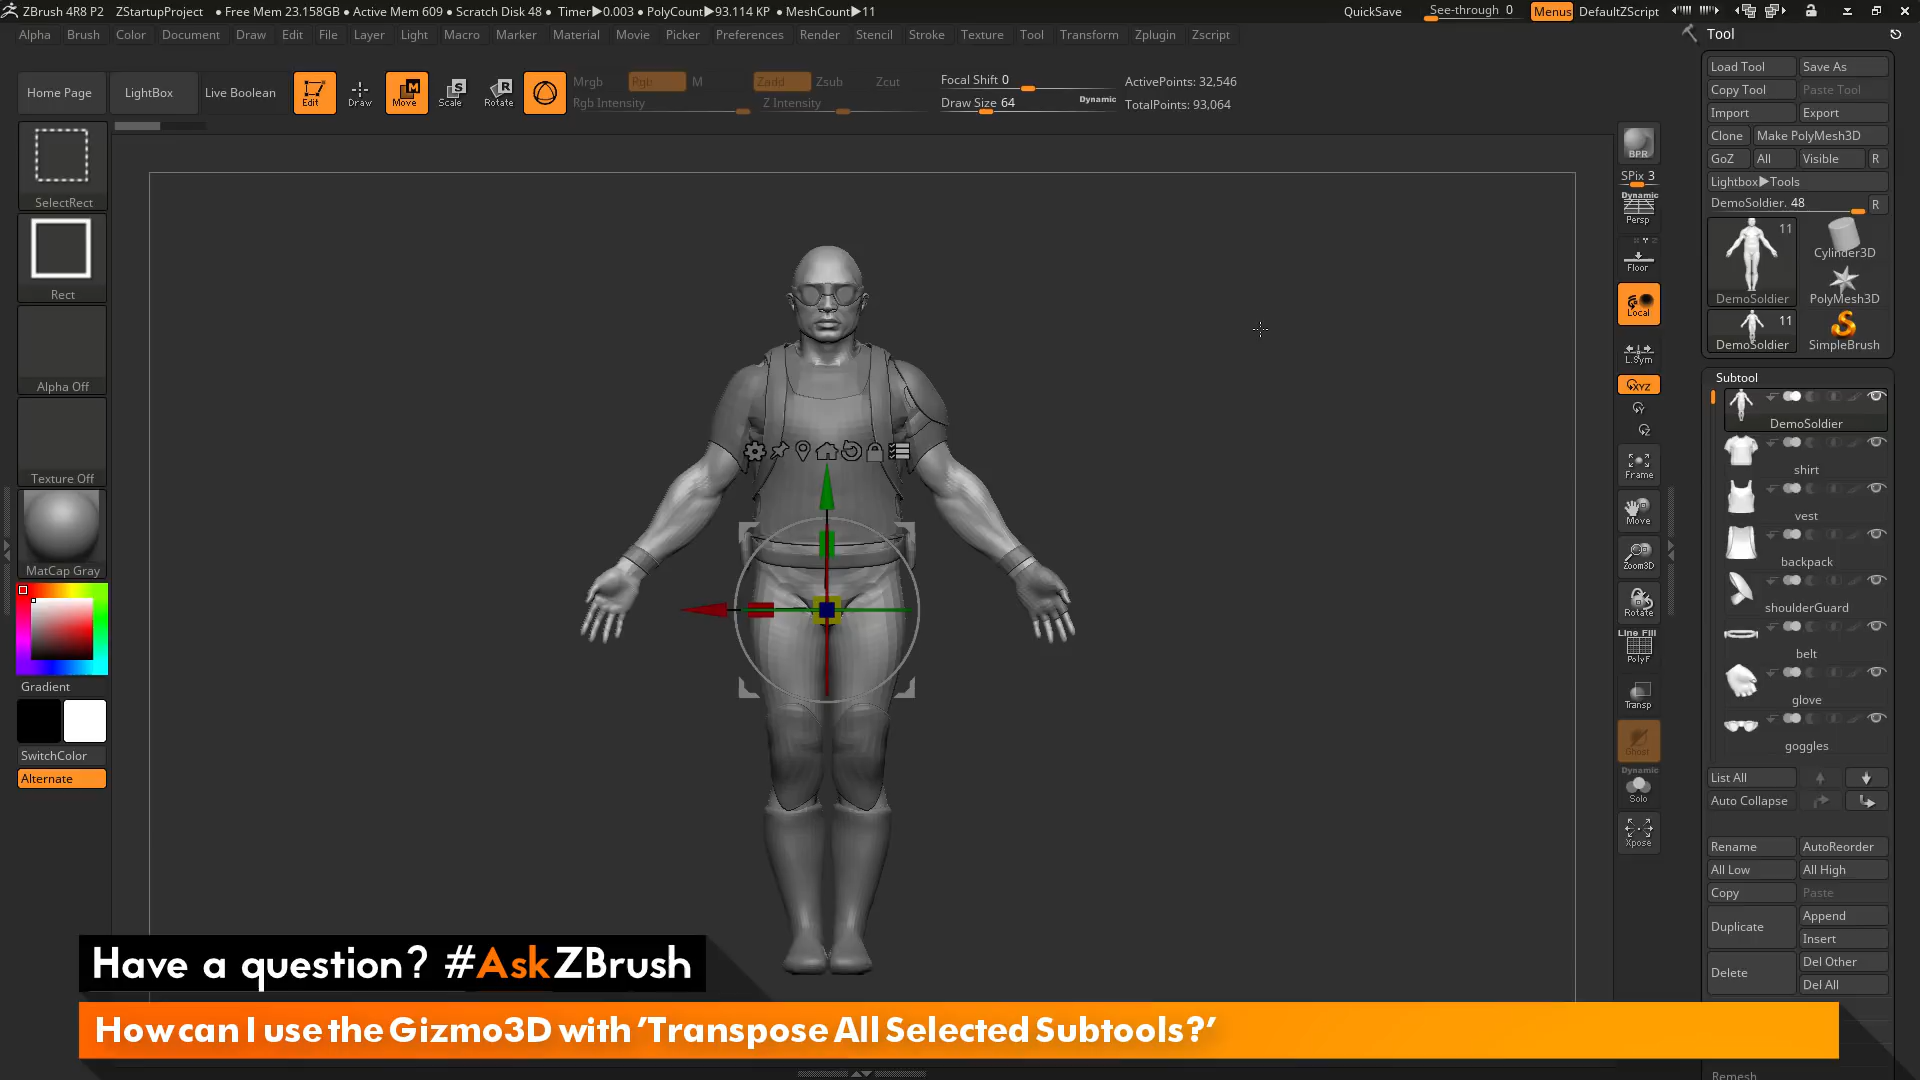 ZBrush 4R8 P2 ZStartupProject ● Free Mem 23.158GB ● Active Mem 609 ● Scratch Disk 48 ● Timer▶0.003 ● PolyCount▶93.114 KP ● MeshCount▶11 QuickSave See-through 0 Menus DefaultZScript
Alpha Brush Color Document Draw Edit File Layer Light Macro Marker Material Movie Picker Preferences Render Stencil Stroke Texture Tool Transform Zplugin Zscript
Home Page LightBox Live Boolean Edit Draw Move Scale Rotate
Mrgb Rgb M Zadd Zsub Zcut
Rgb Intensity Z Intensity
Focal Shift 0
Draw Size 64 Dynamic
ActivePoints: 32,546
TotalPoints: 93,064
SelectRect
Rect
Alpha Off
Texture Off
MatCap Gray
Gradient
SwitchColor
Alternate
BPR
SPix 3
Dynamic
Persp
Floor
Local
L.Sym
XYZ
Y
Z
Frame
Move
Zoom3D
Rotate
Line Fill
PolyF
Transp
Ghost
Dynamic
Solo
Xpose
Tool
Load Tool Save As
Copy Tool Paste Tool
Import Export
Clone Make PolyMesh3D
GoZ All Visible R
Lightbox▶Tools
DemoSoldier. 48 R
11
Cylinder3D
DemoSoldier PolyMesh3D
11
DemoSoldier SimpleBrush
Subtool
DemoSoldier
shirt
vest
backpack
shoulderGuard
belt
glove
goggles
List All
Auto Collapse
Rename AutoReorder
All Low All High
Copy Paste
Duplicate Append
Insert
Delete Del Other
Del All
Remesh
Have a question? #AskZBrush
How can I use the Gizmo3D with 'Transpose All Selected Subtools?'